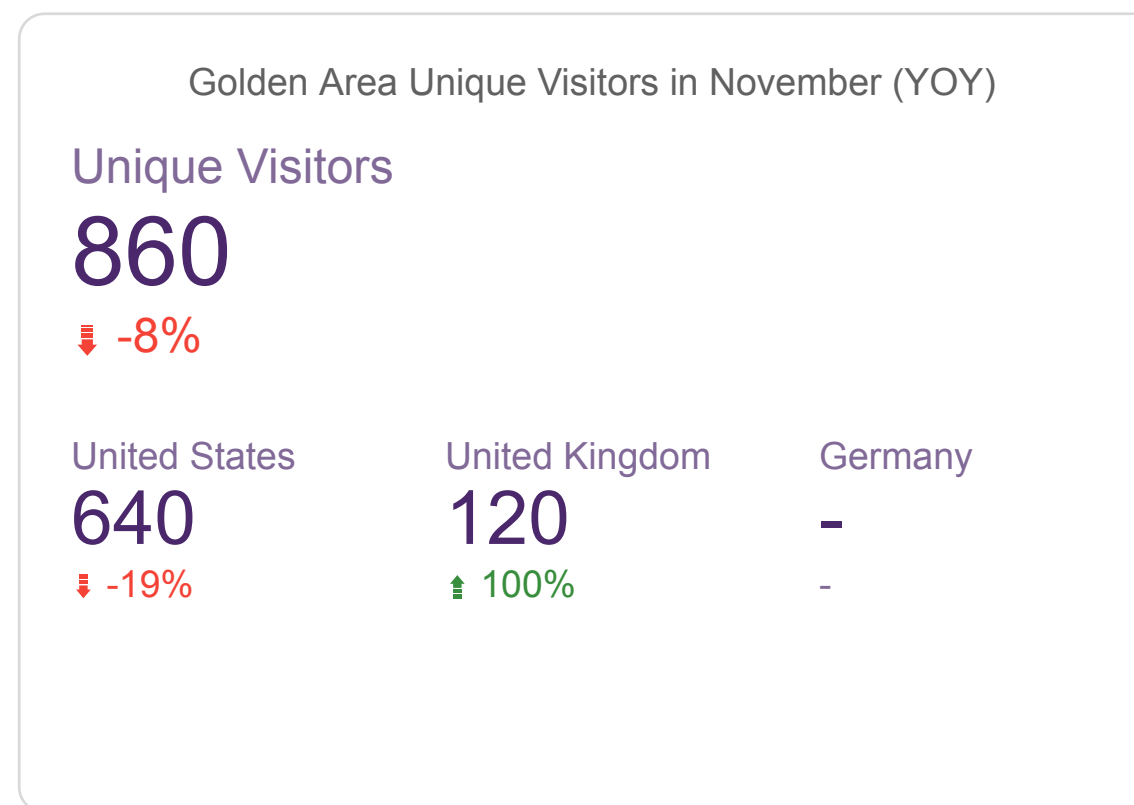 Golden Area Unique Visitors in November (YOY)
Unique Visitors
860
-8%
United States United Kingdom Germany
640 120 -
-19% 100% -